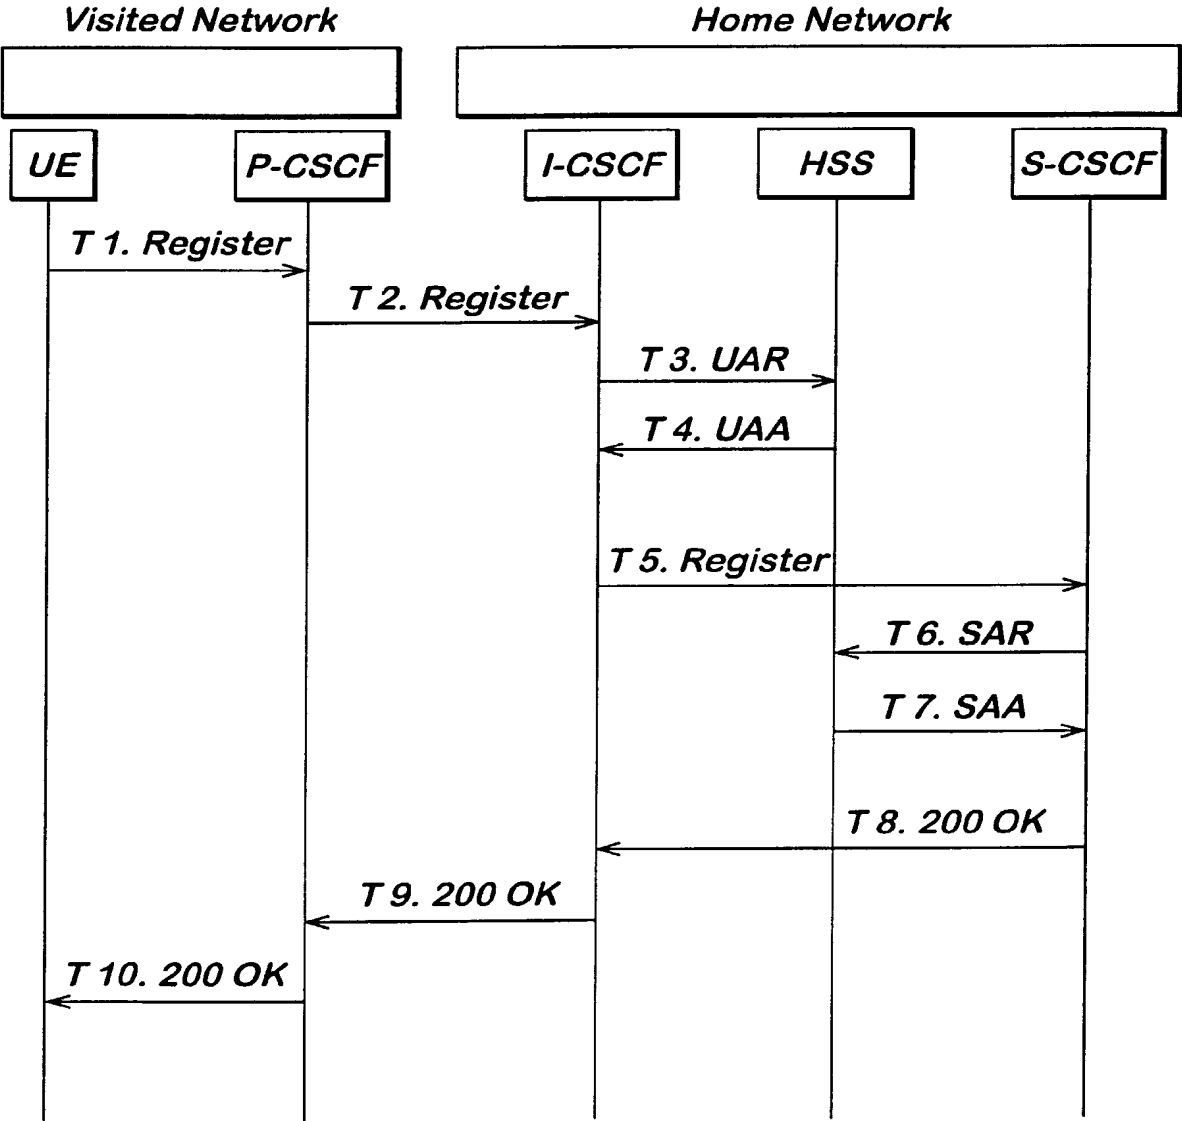 Visited Network
Home Network
UE
P-CSCF
I-CSCF
HSS
S-CSCF
T 1. Register
T 2. Register
T 3. UAR
T 4. UAA
T 5. Register
T 6. SAR
T 7. SAA
T 8. 200 OK
T 9. 200 OK
T 10. 200 OK